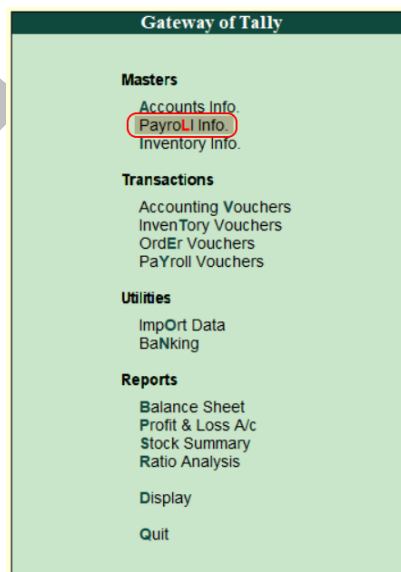 Gateway of Tally
Masters
Accounts Info.
PayroLl Info.
Inventory Info.
Transactions
Accounting Vouchers
InvenTory Vouchers
OrdEr Vouchers
PaYroll Vouchers
Utilities
ImpOrt Data
BaNking
Reports
Balance Sheet
Profit & Loss A/c
Stock Summary
Ratio Analysis
Display
Quit